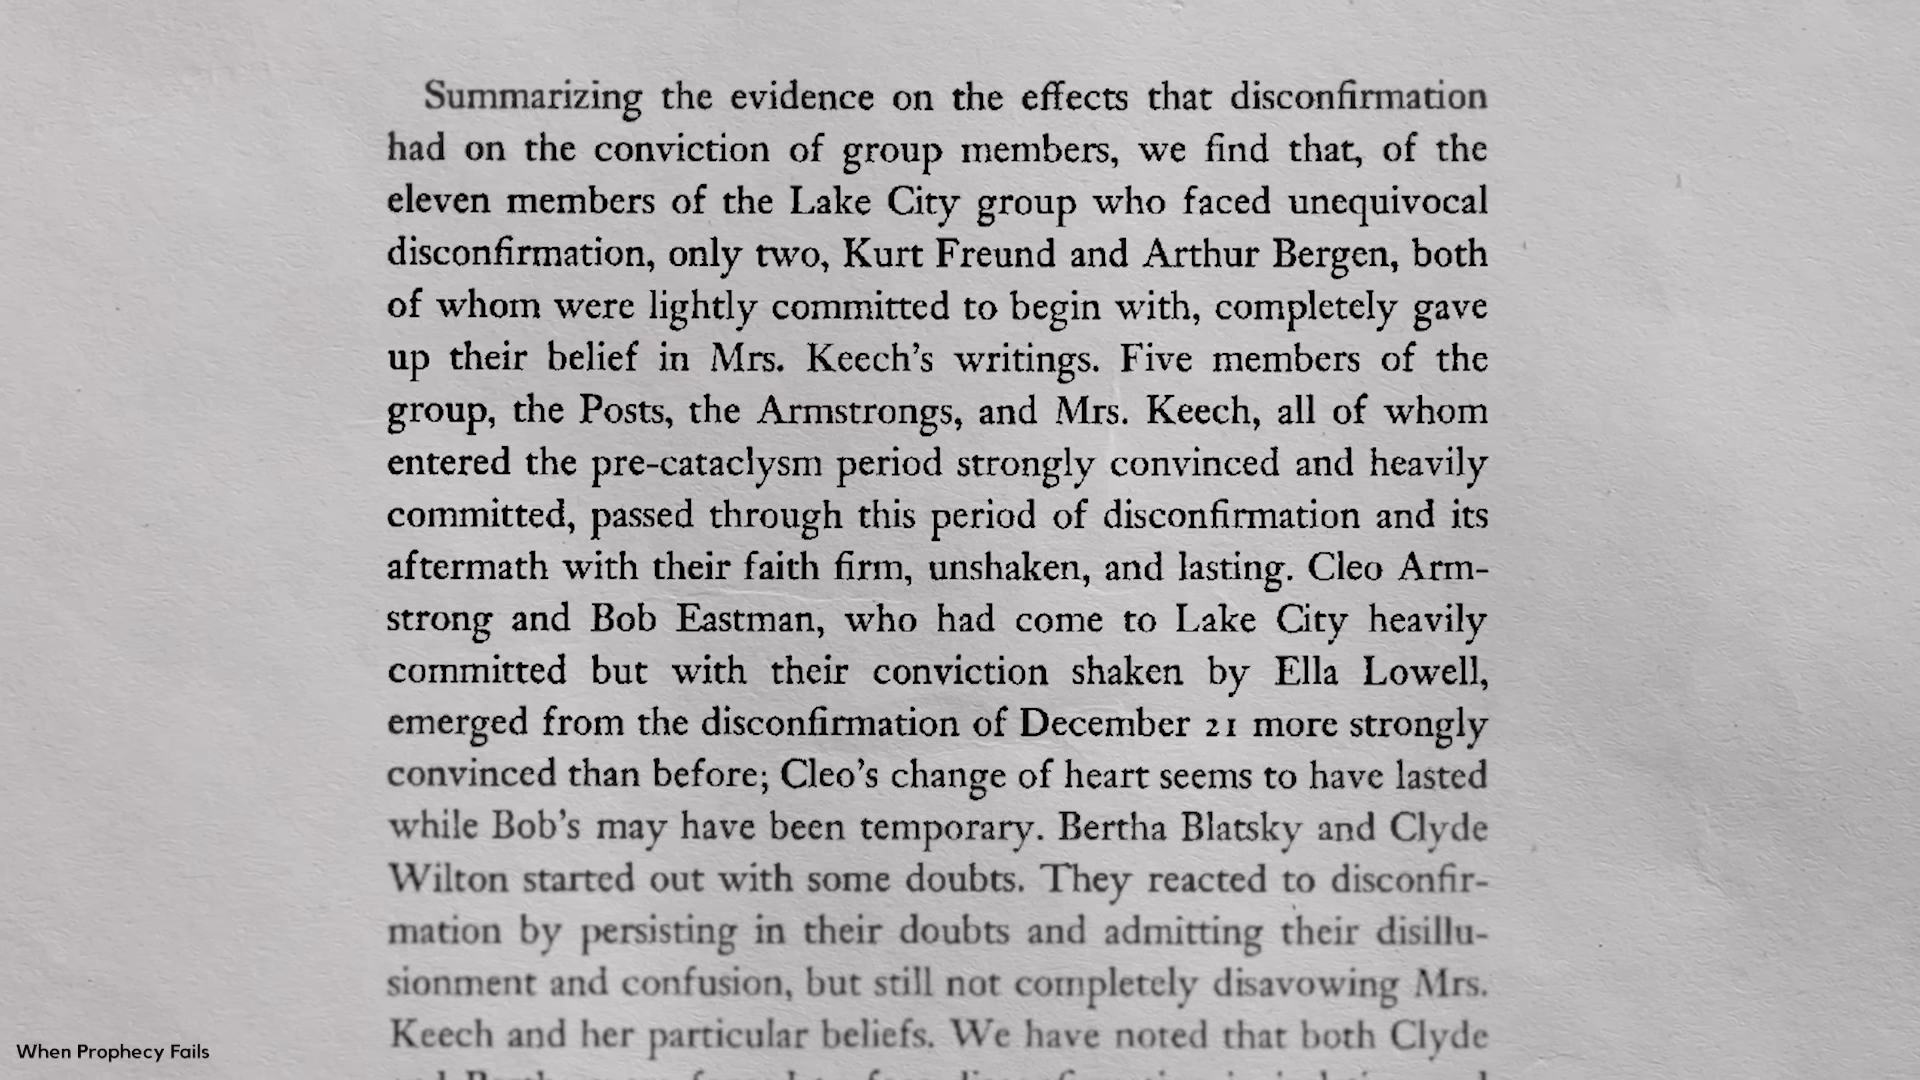 Summarizing the evidence on the effects that disconfirmation
had on the conviction of group members, we find that, of the
eleven members of the Lake City group who faced unequivocal
disconfirmation, only two, Kurt Freund and Arthur Bergen, both
of whom were lightly committed to begin with, completely gave
up their belief in Mrs. Keech's writings. Five members of the
group, the Posts, the Armstrongs, and Mrs. Keech, all of whom
entered the pre-cataclysm period strongly convinced and heavily
committed, passed through this period of disconfirmation and its
aftermath with their faith firm, unshaken, and lasting. Cleo Arm-
strong and Bob Eastman, who had come to Lake City heavily
committed but with their conviction shaken by Ella Lowell,
emerged from the disconfirmation of December 21 more strongly
convinced than before; Cleo's change of heart seems to have lasted
while Bob's may have been temporary. Bertha Blatsky and Clyde
Wilton started out with some doubts. They reacted to disconfir-
mation by persisting in their doubts and admitting their disillu-
sionment and confusion, but still not completely disavowing Mrs.
Keech and her particular beliefs. We have noted that both Clyde
When Prophecy Fails